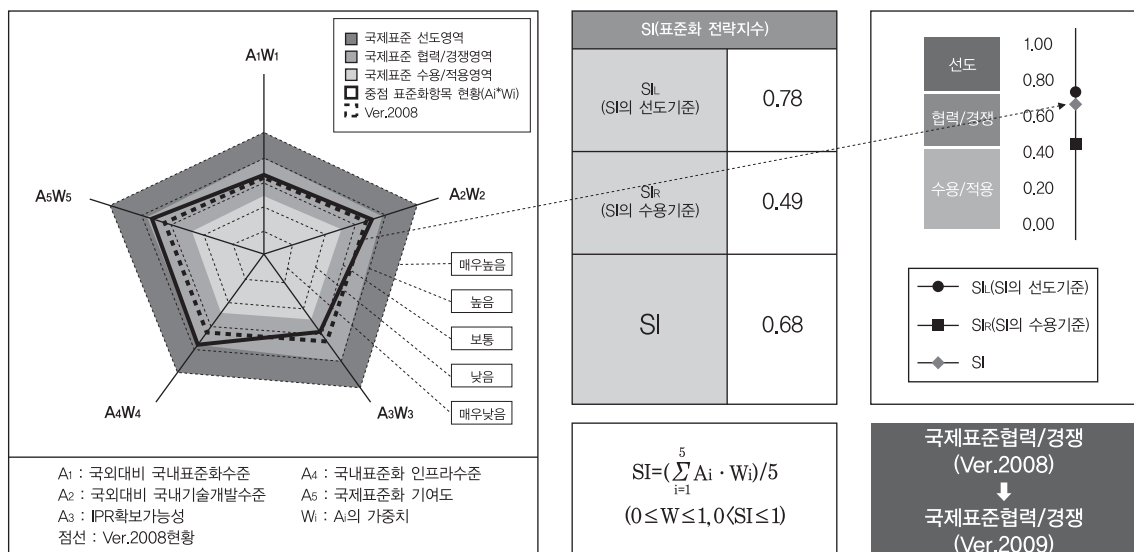 국제표준 선도영역
국제표준 협력/경쟁영역
국제표준 수용/적용영역
중점 표준화항목 현황(Ai*Wi)
Ver.2008
A1W1
A2W2
A5W5
A4W4
A3W3
매우높음
높음
보통
낮음
매우낮음
A1 : 국외대비 국내표준화수준
A2 : 국외대비 국내기술개발수준
A3 : IPR확보가능성
점선 : Ver.2008현황
A4 : 국내표준화 인프라수준
A5 : 국제표준화 기여도
Wi : Ai의 가중치
SI(표준화 전략지수)
SIL
(SI의 선도기준)
0.78
SIR
(SI의 수용기준)
0.49
SI
0.68
SI=(5∑i=1 Ai · Wi)/5
(0≤W≤1, 0<SI≤1)
선도
협력/경쟁
수용/적용
1.00
0.80
0.60
0.40
0.20
0.00
SIL(SI의 선도기준)
SIR(SI의 수용기준)
SI
국제표준협력/경쟁
(Ver.2008)
국제표준협력/경쟁
(Ver.2009)